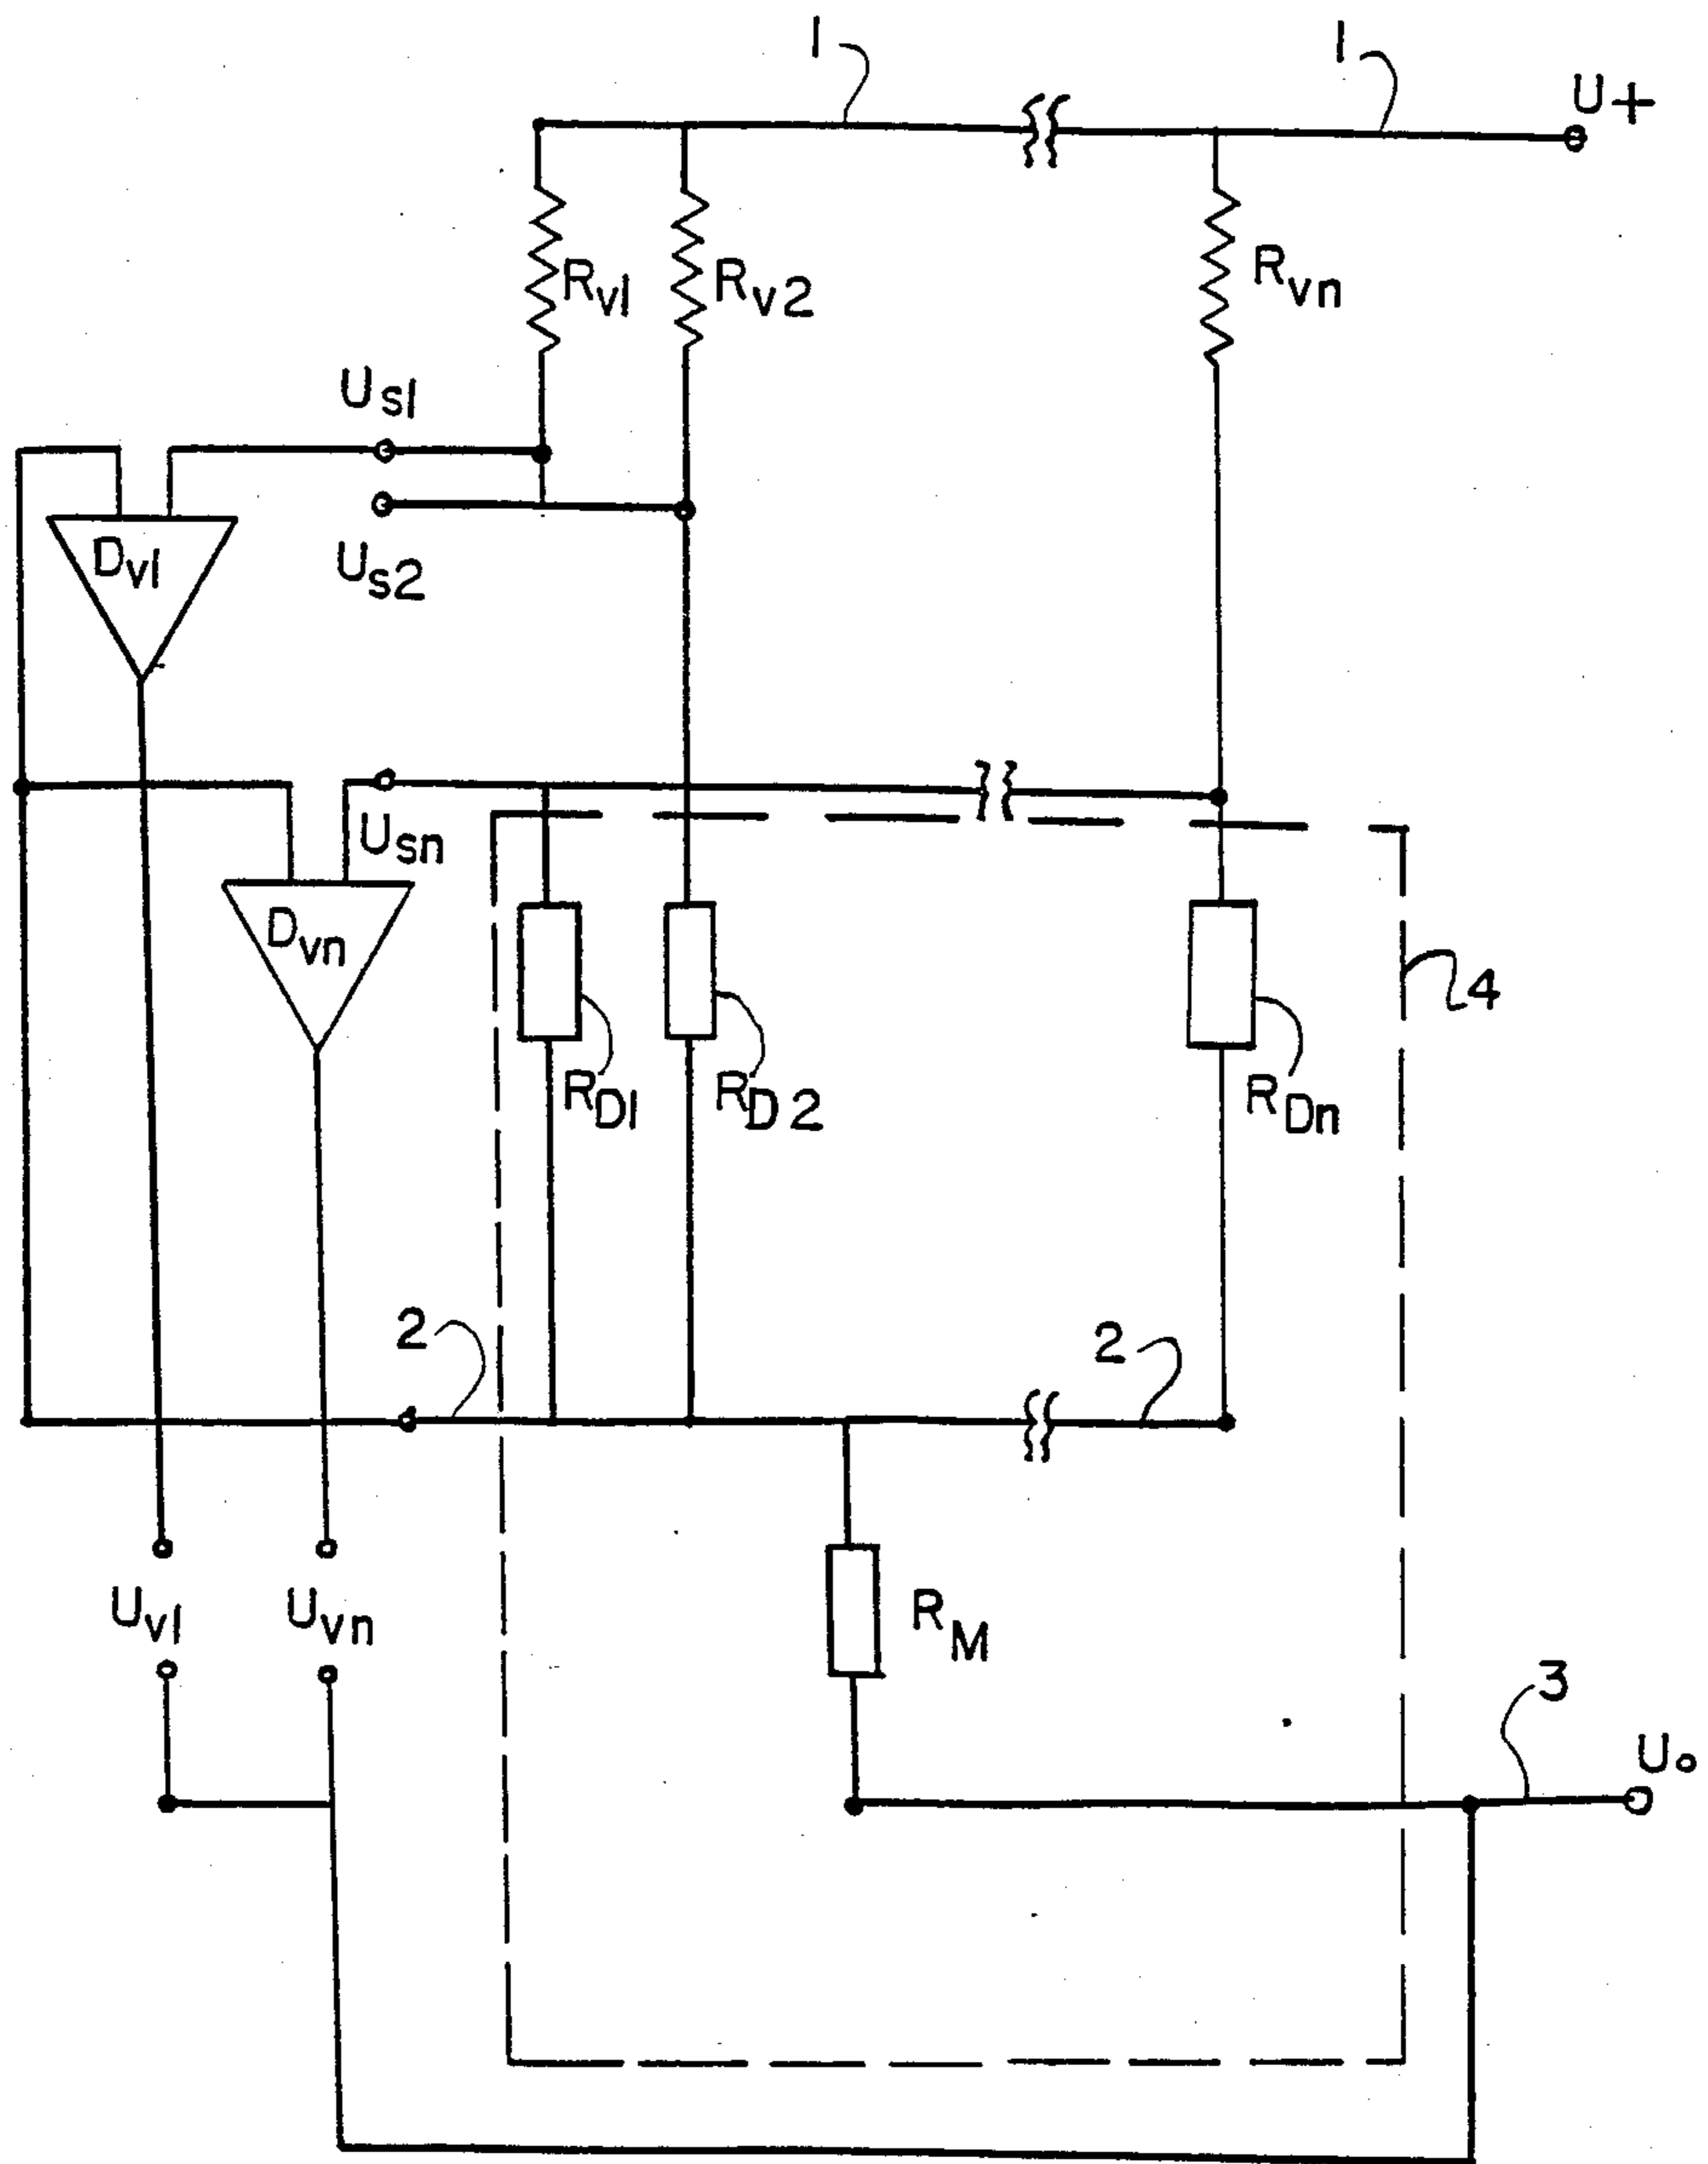 1 1
U+
Rv1 Rv2 Rvn
Us1
Dv1
Us2
Usn
Dvn
4
RD1 RD2 RDn
2 2
Uv1 Uvn
RM
3
Uo